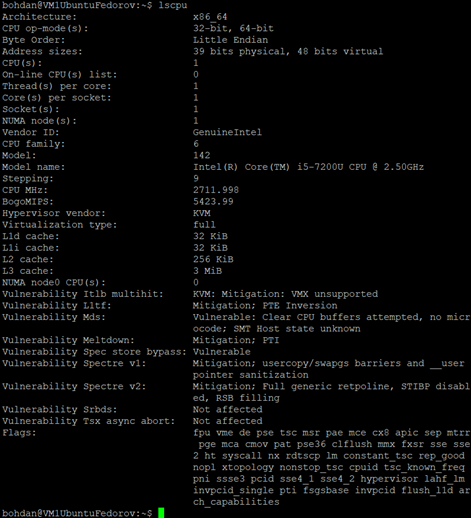 bohdan@VM1UbuntuFedorov:~$ lscpu
Architecture: x86_64
CPU op-mode(s): 32-bit, 64-bit
Byte Order: Little Endian
Address sizes: 39 bits physical, 48 bits virtual
CPU(s): 1
On-line CPU(s) list: 0
Thread(s) per core: 1
Core(s) per socket: 1
Socket(s): 1
NUMA node(s): 1
Vendor ID: GenuineIntel
CPU family: 6
Model: 142
Model name: Intel(R) Core(TM) i5-7200U CPU @ 2.50GHz
Stepping: 9
CPU MHz: 2711.998
BogoMIPS: 5423.99
Hypervisor vendor: KVM
Virtualization type: full
L1d cache: 32 KiB
L1i cache: 32 KiB
L2 cache: 256 KiB
L3 cache: 3 MiB
NUMA node0 CPU(s): 0
Vulnerability Itlb multihit: KVM: Mitigation: VMX unsupported
Vulnerability L1tf: Mitigation; PTE Inversion
Vulnerability Mds: Vulnerable: Clear CPU buffers attempted, no micr
ocode; SMT Host state unknown
Vulnerability Meltdown: Mitigation; PTI
Vulnerability Spec store bypass: Vulnerable
Vulnerability Spectre v1: Mitigation; usercopy/swapgs barriers and __user
pointer sanitization
Vulnerability Spectre v2: Mitigation; Full generic retpoline, STIBP disabl
ed, RSB filling
Vulnerability Srbds: Not affected
Vulnerability Tsx async abort: Not affected
Flags: fpu vme de pse tsc msr pae mce cx8 apic sep mtrr
pge mca cmov pat pse36 clflush mmx fxsr sse sse
2 ht syscall nx rdtscp lm constant_tsc rep_good
nopl xtopology nonstop_tsc cpuid tsc_known_freq
pni ssse3 pcid sse4_1 sse4_2 hypervisor lahf_lm
invpcid_single pti fsgsbase invpcid flush_l1d ar
ch_capabilities
bohdan@VM1UbuntuFedorov:~$